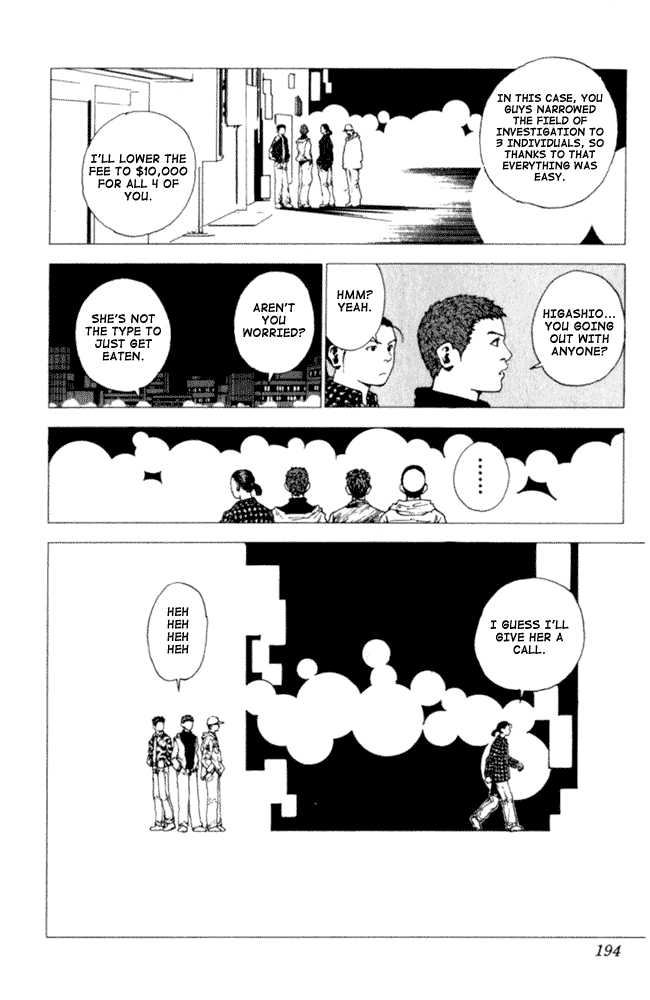 IN THIS CASE, YOU
GUYS NARROWED
THE FIELD OF
INVESTIGATION TO
3 INDIVIDUALS, SO
THANKS TO THAT
EVERYTHING WAS
EASY.
I'LL LOWER THE
FEE TO $10,000
FOR ALL 4 OF
YOU.
HIGASHIO...
YOU GOING
OUT WITH
ANYONE?
HMM?
YEAH.
AREN'T
YOU
WORRIED?
SHE'S NOT
THE TYPE TO
JUST GET
EATEN.
......
I GUESS I'LL
GIVE HER A
CALL.
HEH
HEH
HEH
HEH
194